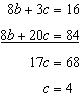 8b + 3c = 16
8b + 20c = 84
17c = 68
c = 4